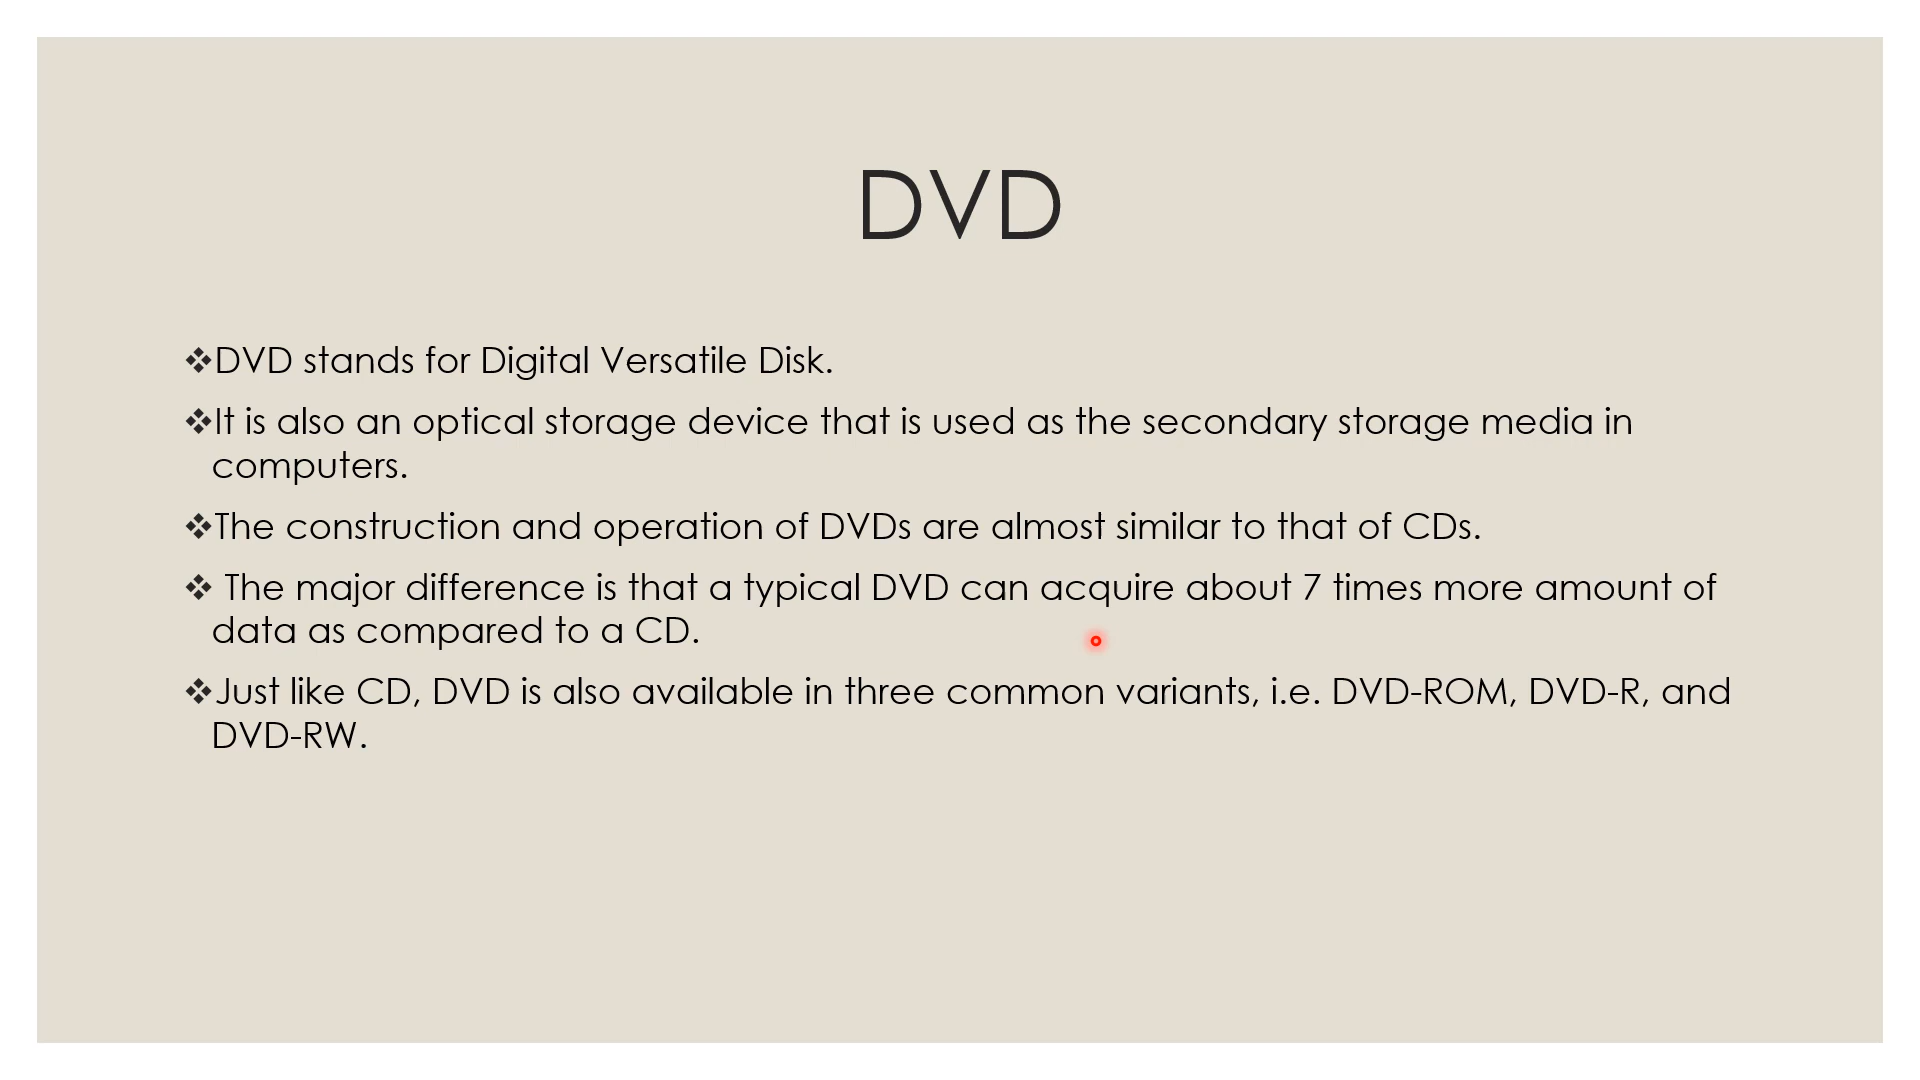 DVD
❖DVD stands for Digital Versatile Disk.
❖It is also an optical storage device that is used as the secondary storage media in
computers.
❖The construction and operation of DVDs are almost similar to that of CDs.
❖ The major difference is that a typical DVD can acquire about 7 times more amount of
data as compared to a CD.
❖Just like CD, DVD is also available in three common variants, i.e. DVD-ROM, DVD-R, and
DVD-RW.